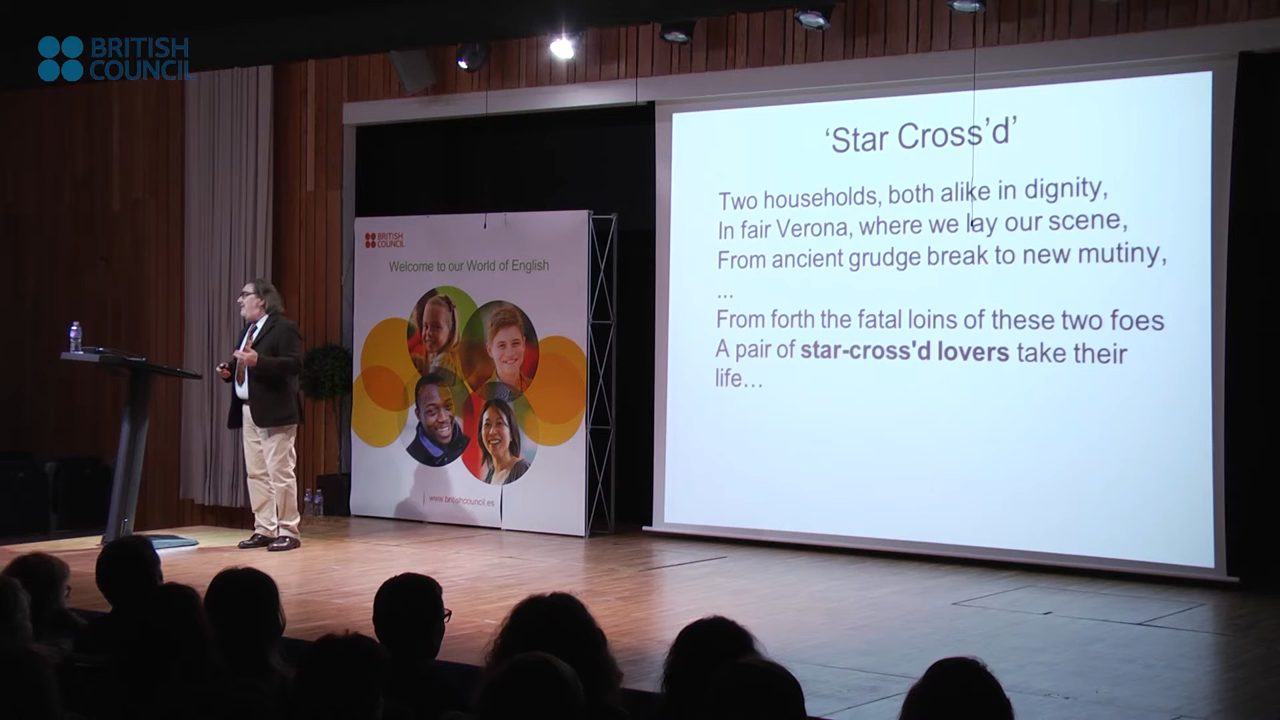 BRITISH
COUNCIL
BRITISH
COUNCIL
Welcome to our World of English
www.britishcouncil.es
‘Star Cross’d’
Two households, both alike in dignity,
In fair Verona, where we lay our scene,
From ancient grudge break to new mutiny,
...
From forth the fatal loins of these two foes
A pair of star-cross'd lovers take their
life…